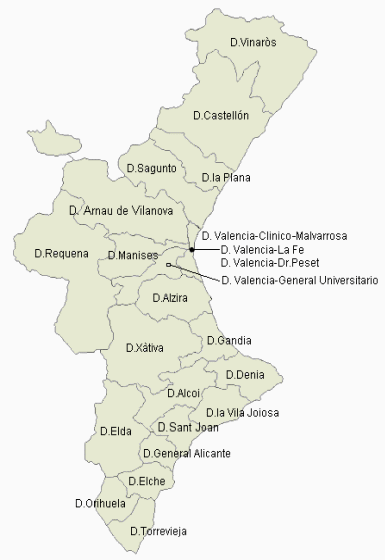 D.Vinaròs
D.Castellón
D.Sagunto
D.la Plana
D. Arnau de Vilanova
D. Valencia-Clinico-Malvarrosa
D. Valencia-La Fe
D. Valencia-Dr.Peset
D.Requena
D.Manises
D. Valencia-General Universitario
D.Alzira
D.Gandia
D.Xàtiva
D.Denia
D.Alcoi
D.la Vila Joiosa
D.Sant Joan
D.Elda
D.General Alicante
D.Elche
D.Orihuela
D.Torrevieja